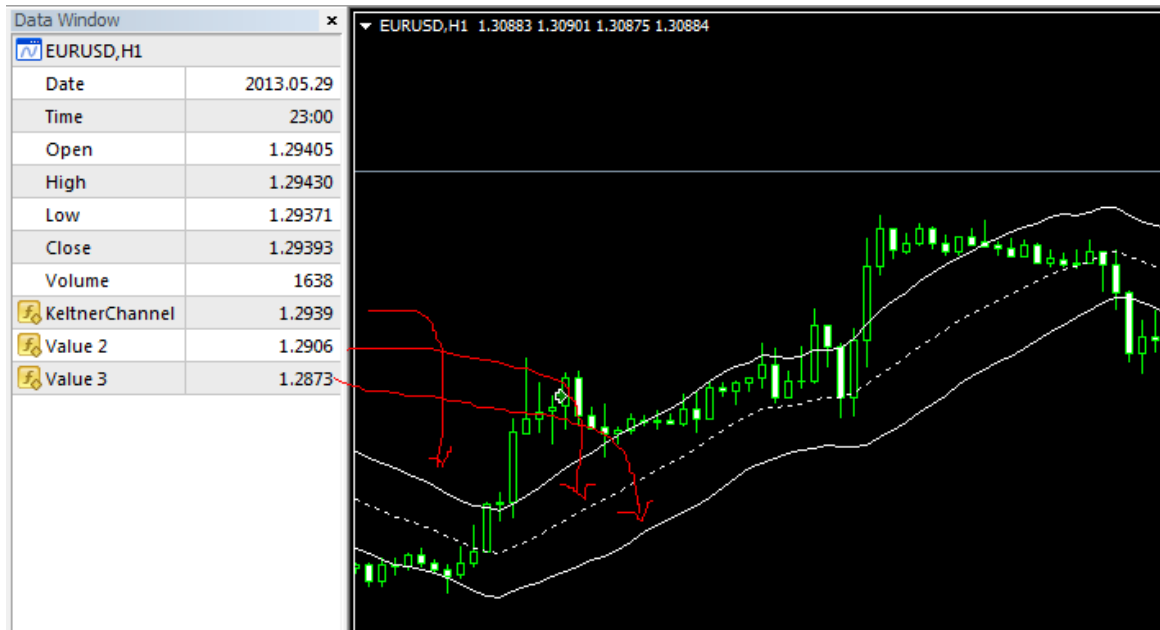 Data Window
EURUSD,H1
Date 2013.05.29
Time 23:00
Open 1.29405
High 1.29430
Low 1.29371
Close 1.29393
Volume 1638
KeltnerChannel 1.2939
Value 2 1.2906
Value 3 1.2873
EURUSD,H1 1.30883 1.30901 1.30875 1.30884